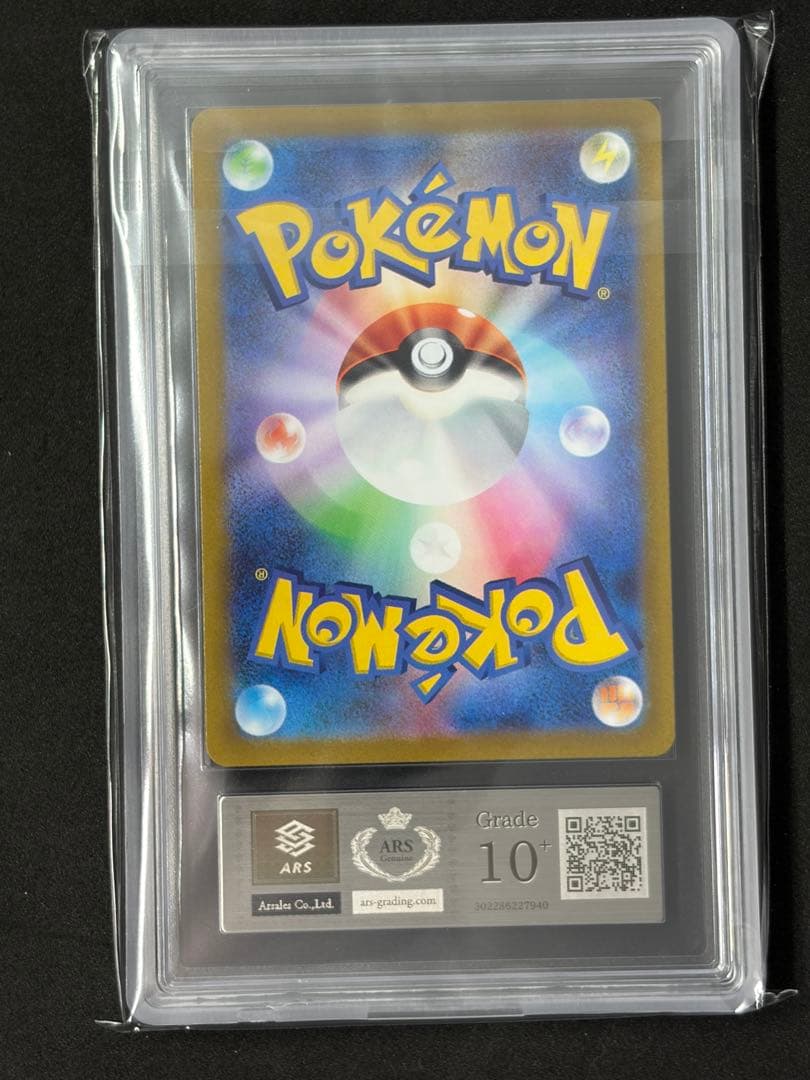 POKéMON
®
®
POKéMON
ARS
Arsales Co.,Ltd.
ARS
Genuine
ars-grading.com
Grade
10+
302286227940